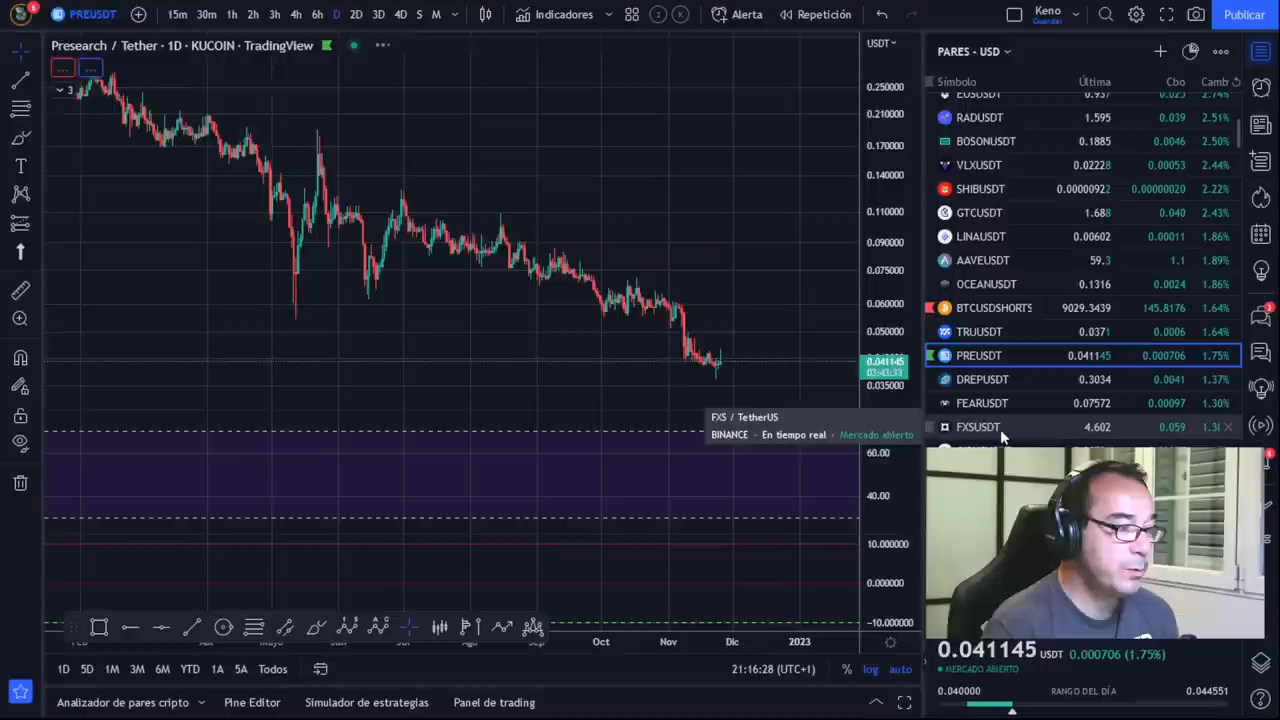 6
PREUSDT
15m 30m 1h 2h 3h 4h 6h D 2D 3D 4D S M
Indicadores
Z K
Alerta
Repetición
Keno
Guardar
Publicar
Presearch / Tether · 1D · KUCOIN · TradingView
3
USDT
0.250000
0.210000
0.170000
0.140000
0.110000
0.090000
0.075000
0.060000
0.050000
0.041145
03:43:33
0.035000
60.00
40.00
10.000000
0.000000
−10.000000
FXS / TetherUS
BINANCE · En tiempo real · Mercado abierto
PARES - USD
Símbolo Última Cbo Camb
EOSUSDT 0.937 0.025 2.74%
RADUSDT 1.595 0.039 2.51%
BOSONUSDT 0.1885 0.0046 2.50%
VLXUSDT 0.02228 0.00053 2.44%
SHIBUSDT 0.00000922 0.00000020 2.22%
GTCUSDT 1.688 0.040 2.43%
LINAUSDT 0.00602 0.00011 1.86%
AAVEUSDT 59.3 1.1 1.89%
OCEANUSDT 0.1316 0.0024 1.86%
BTCUSDSHORTS 9029.3439 145.8176 1.64%
TRUUSDT 0.0371 0.0006 1.64%
PREUSDT 0.041145 0.000706 1.75%
DREPUSDT 0.3034 0.0041 1.37%
FEARUSDT 0.07572 0.00097 1.30%
FXSUSDT 4.602 0.059 1.30
Oct Nov Dic 2023
1D 5D 1M 3M 6M YTD 1A 5A Todos
21:16:28 (UTC+1)
% log auto
0.041145 USDT 0.000706 (1.75%)
MERCADO ABIERTO
0.040000 RANGO DEL DÍA 0.044551
Analizador de pares cripto
Pine Editor
Simulador de estrategias
Panel de trading